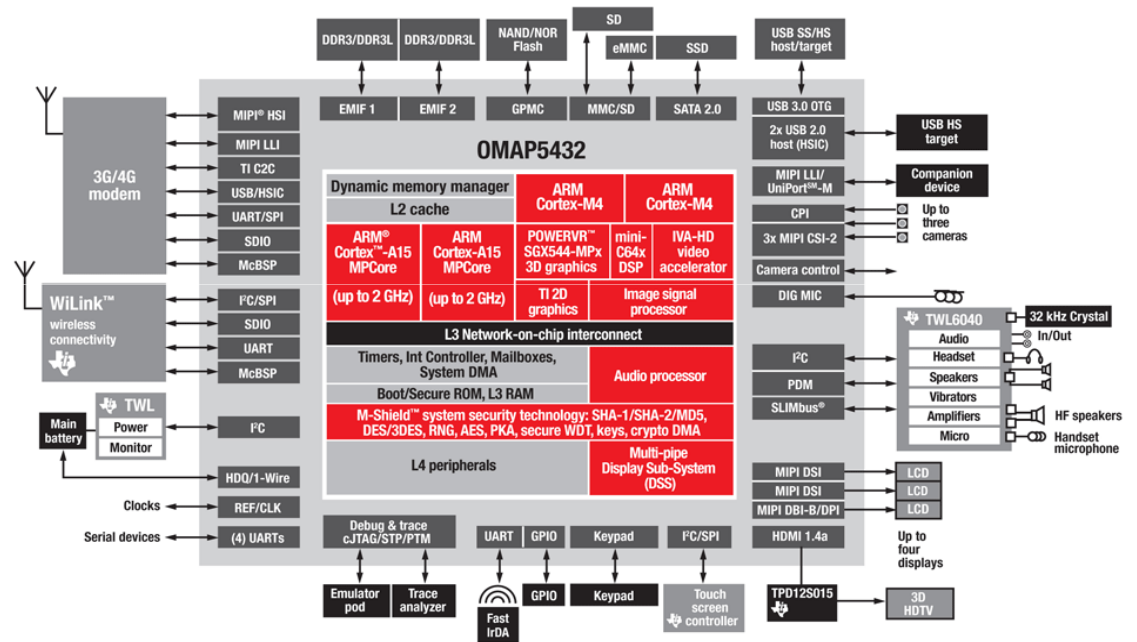 DDR3/DDR3L
DDR3/DDR3L
NAND/NOR
Flash
SD
eMMC
SSD
USB SS/HS
host/target
EMIF 1
EMIF 2
GPMC
MMC/SD
SATA 2.0
USB 3.0 OTG
2x USB 2.0
host (HSIC)
USB HS
target
MIPI LLI/
UniPort℠-M
Companion
device
CPI
3x MIPI CSI-2
Up to
three
cameras
Camera control
DIG MIC
3G/4G
modem
MIPI® HSI
MIPI LLI
TI C2C
USB/HSIC
UART/SPI
SDIO
McBSP
WiLink™
wireless
connectivity
I²C/SPI
SDIO
UART
McBSP
TWL
Power
Monitor
Main
battery
I²C
HDQ/1-Wire
Clocks
REF/CLK
Serial devices
(4) UARTs
OMAP5432
Dynamic memory manager
L2 cache
ARM
Cortex-M4
ARM
Cortex-M4
ARM®
Cortex™-A15
MPCore
(up to 2 GHz)
ARM
Cortex-A15
MPCore
(up to 2 GHz)
POWERVR™
SGX544-MPx
3D graphics
mini-
C64x
DSP
IVA-HD
video
accelerator
TI 2D
graphics
Image signal
processor
L3 Network-on-chip interconnect
Timers, Int Controller, Mailboxes,
System DMA
Boot/Secure ROM, L3 RAM
Audio processor
M-Shield™ system security technology: SHA-1/SHA-2/MD5,
DES/3DES, RNG, AES, PKA, secure WDT, keys, crypto DMA
L4 peripherals
Multi-pipe
Display Sub-System
(DSS)
I²C
PDM
SLIMbus®
TWL6040
Audio
Headset
Speakers
Vibrators
Amplifiers
Micro
32 kHz Crystal
In/Out
HF speakers
Handset
microphone
MIPI DSI
LCD
MIPI DSI
LCD
MIPI DBI-B/DPI
LCD
HDMI 1.4a
Up to
four
displays
TPD12S015
3D
HDTV
Debug & trace
cJTAG/STP/PTM
UART
GPIO
Keypad
I²C/SPI
Emulator
pod
Trace
analyzer
Fast
IrDA
GPIO
Keypad
Touch
screen
controller